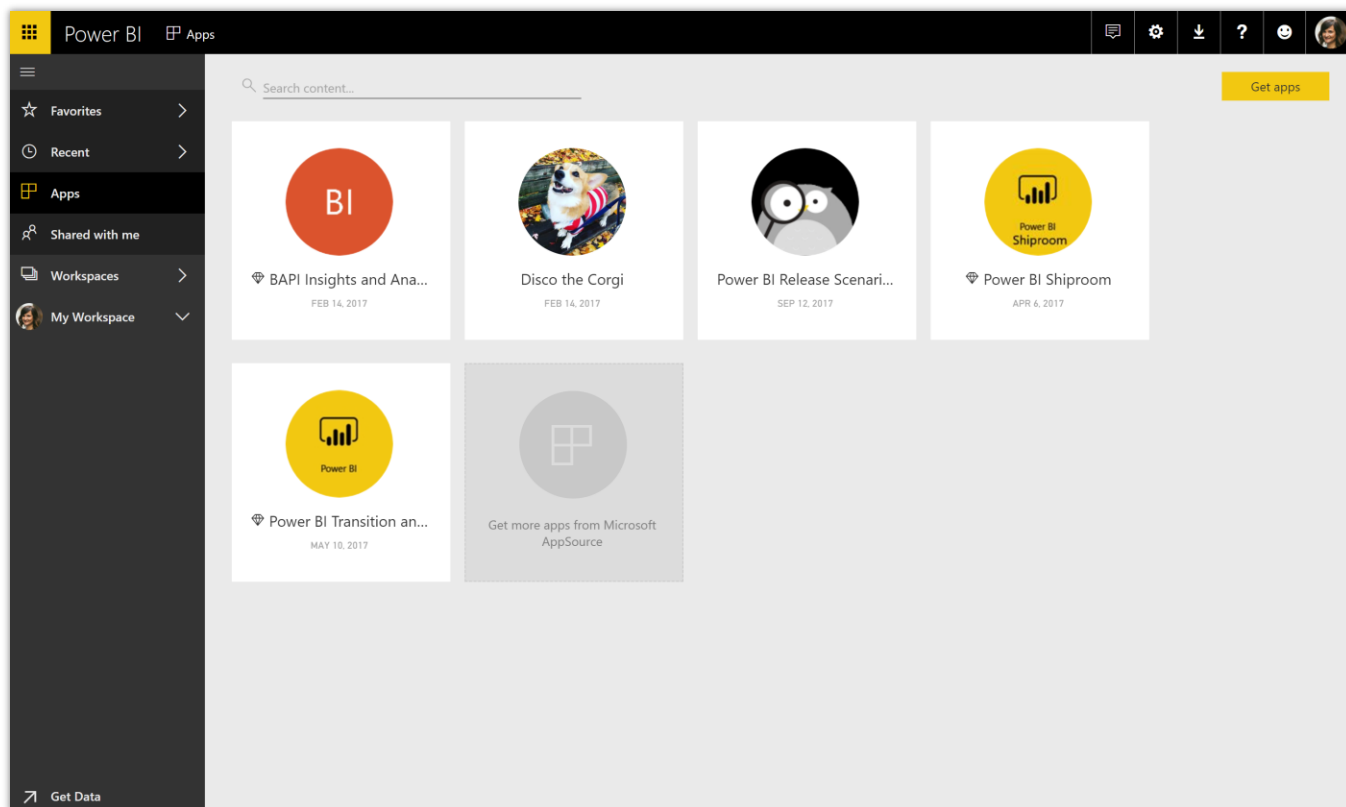 Power BI
Apps
Search content...
Get apps
Favorites
Recent
Apps
Shared with me
Workspaces
My Workspace
Get Data
BI
BAPI Insights and Ana...
FEB 14, 2017
Disco the Corgi
FEB 14, 2017
Power BI Release Scenari...
SEP 12, 2017
Power BI
Shiproom
Power BI Shiproom
APR 6, 2017
Power BI
Power BI Transition an...
MAY 10, 2017
Get more apps from Microsoft
AppSource